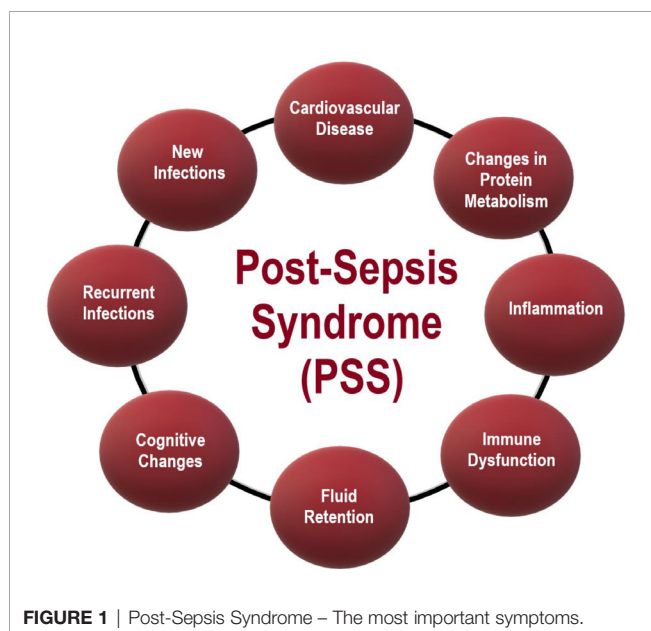 Cardiovascular
Disease
New
Infections
Changes in
Protein
Metabolism
Post-Sepsis
Syndrome
(PSS)
Recurrent
Infections
Inflammation
Cognitive
Changes
Immune
Dysfunction
Fluid
Retention
FIGURE 1 | Post-Sepsis Syndrome – The most important symptoms.